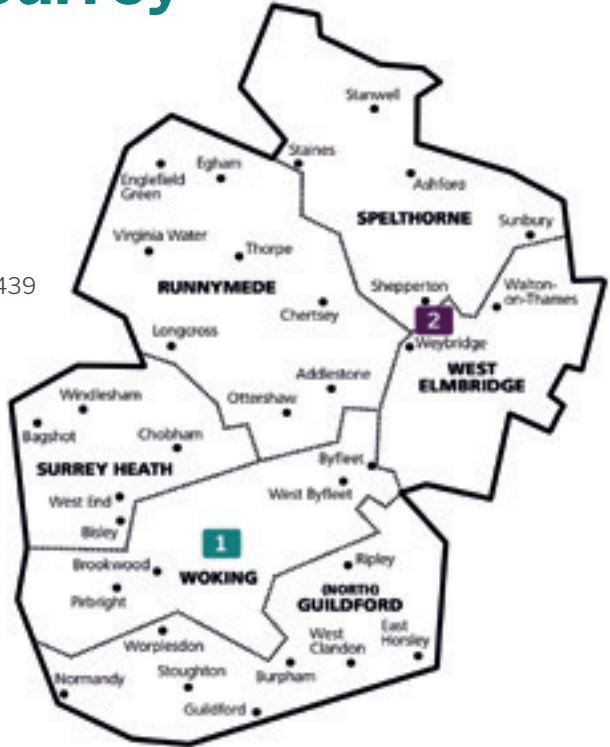 Stanwell
Staines
Egham
Englefield
Green
Ashford
SPELTHORNE
Sunbury
Virginia Water
Thorpe
439
RUNNYMEDE
Shepperton
Walton-
on-Thames
Chertsey
2
Longcross
Weybridge
WEST
ELMBRIDGE
Addlestone
Windlesham
Ottershaw
Bagshot
Chobham
SURREY HEATH
Byfleet
West End
West Byfleet
Bisley
1
Brookwood
WOKING
Ripley
Pirbright
(NORTH)
GUILDFORD
Worplesdon
West
Clandon
East
Horsley
Normandy
Stoughton
Burpham
Guildford